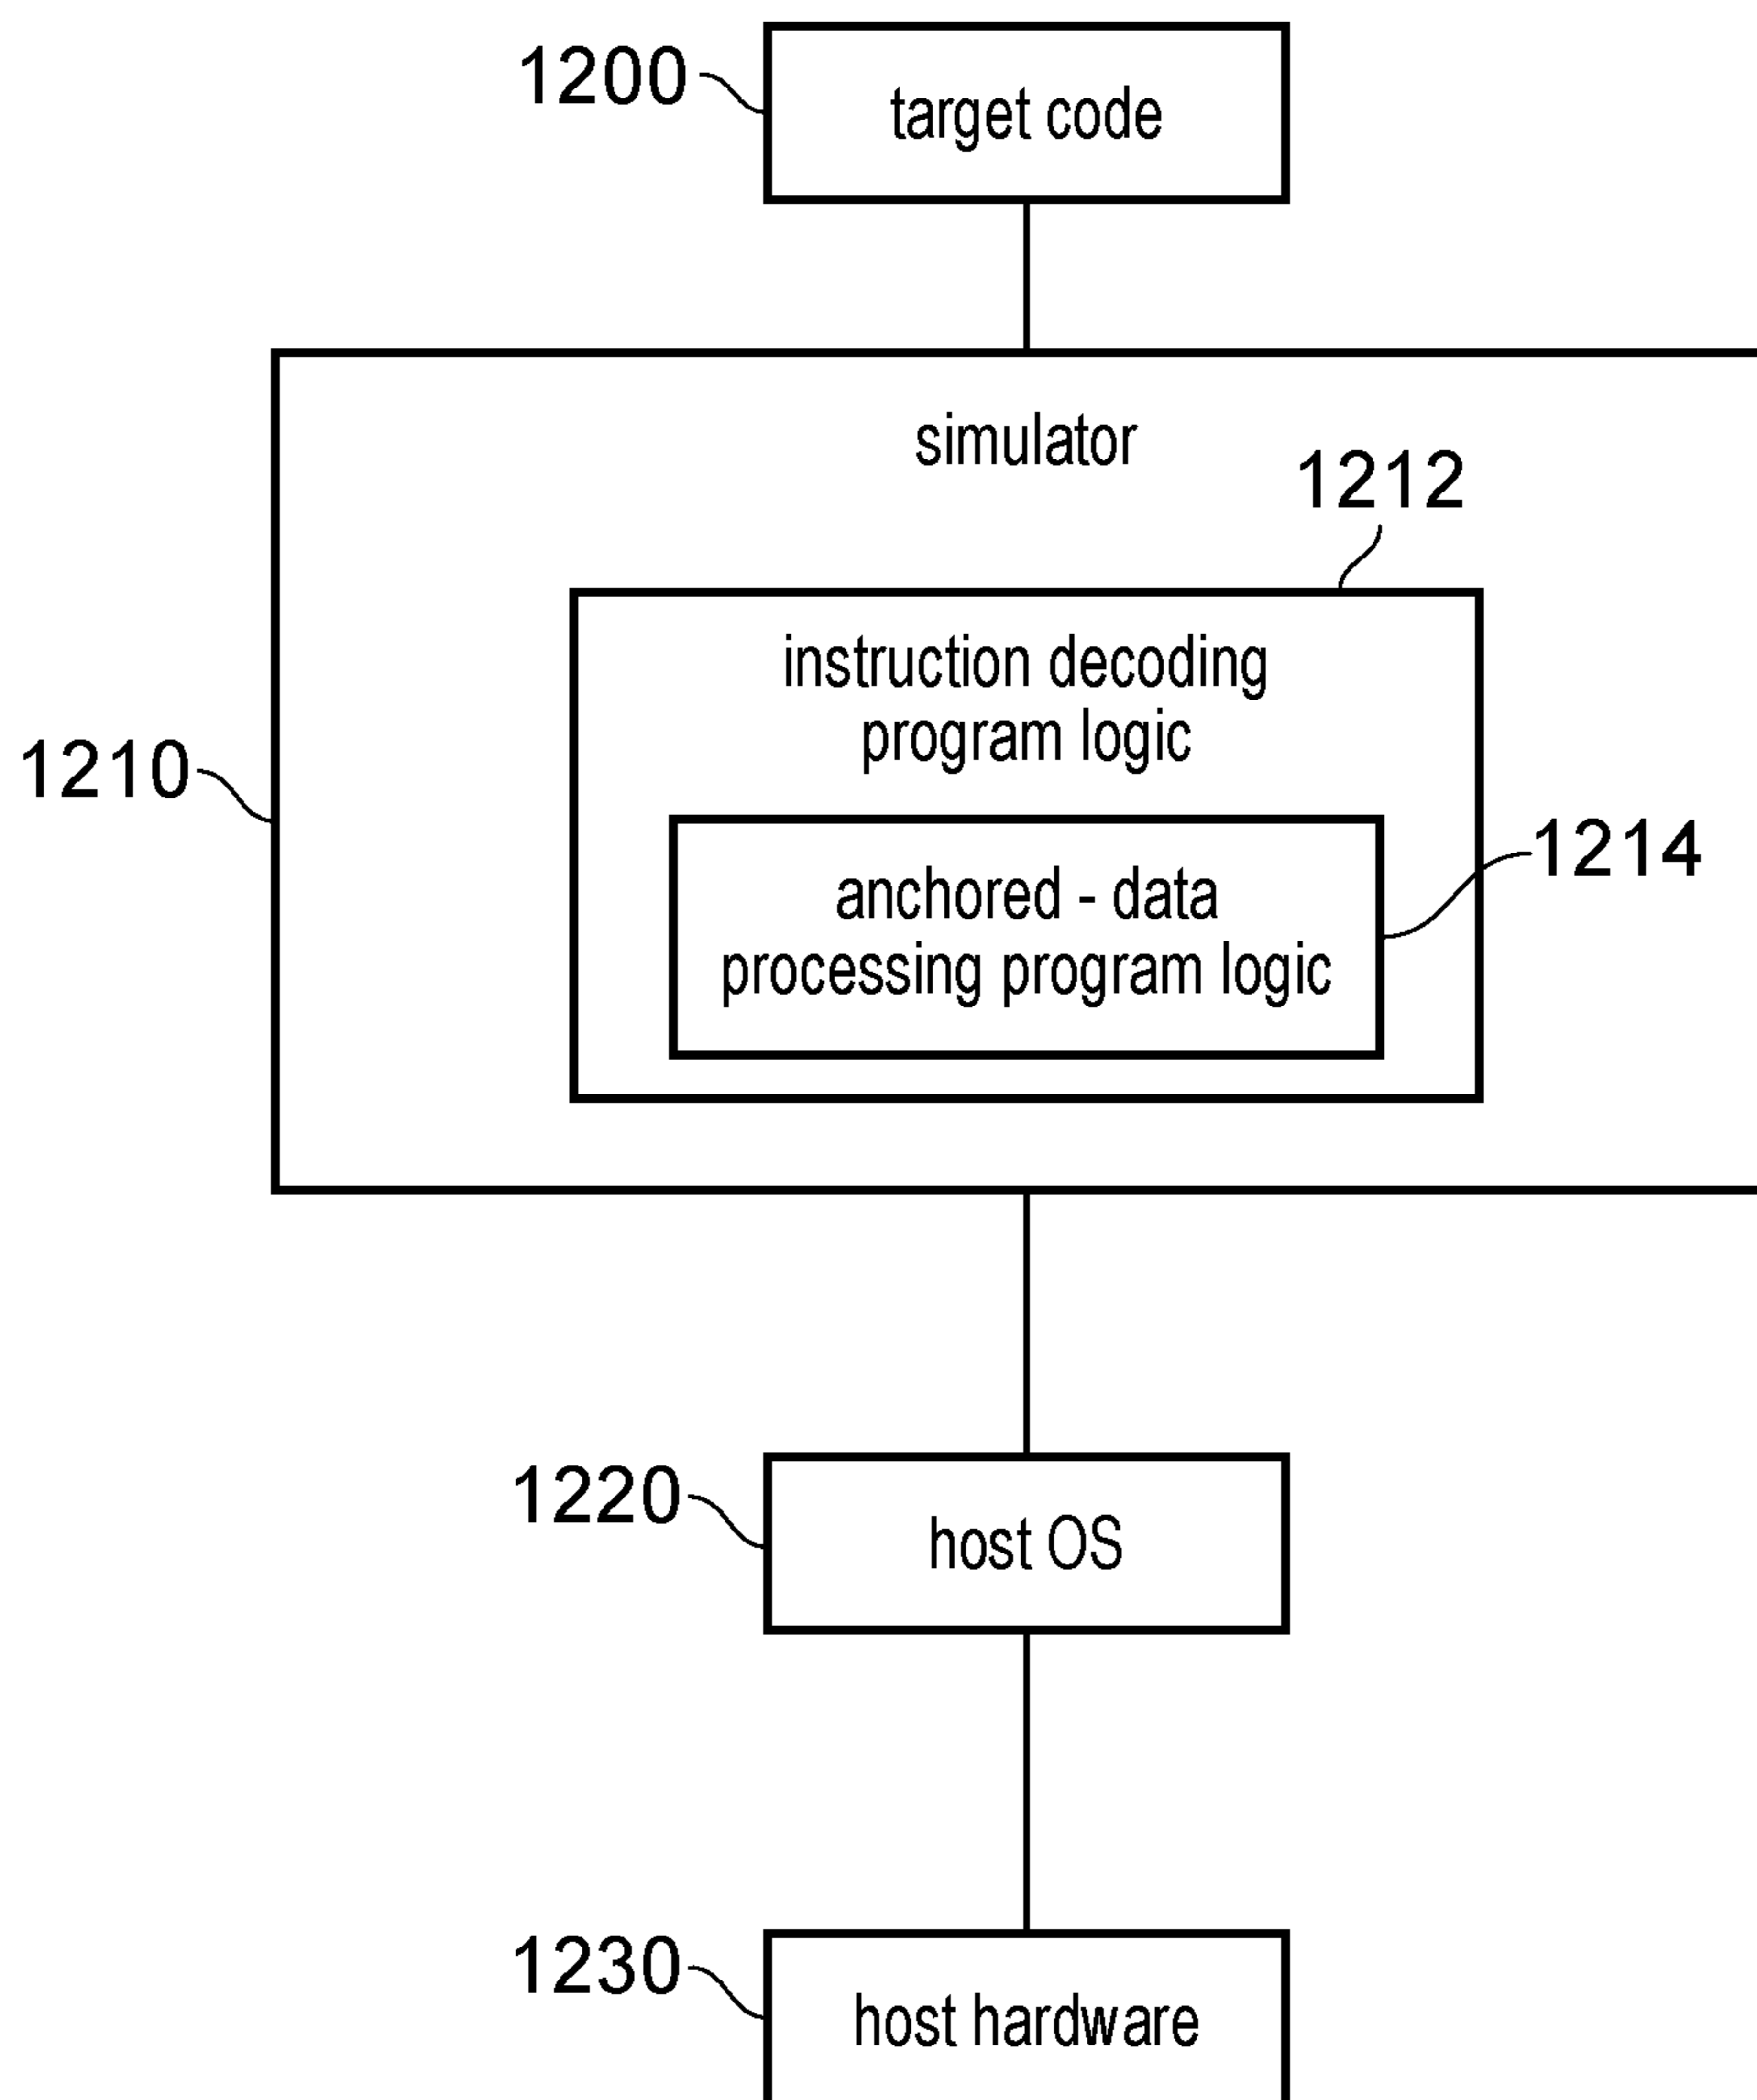 1200
target code
simulator
1212
instruction decoding
program logic
1210
anchored - data
processing program logic
1214
1220
host OS
1230
host hardware